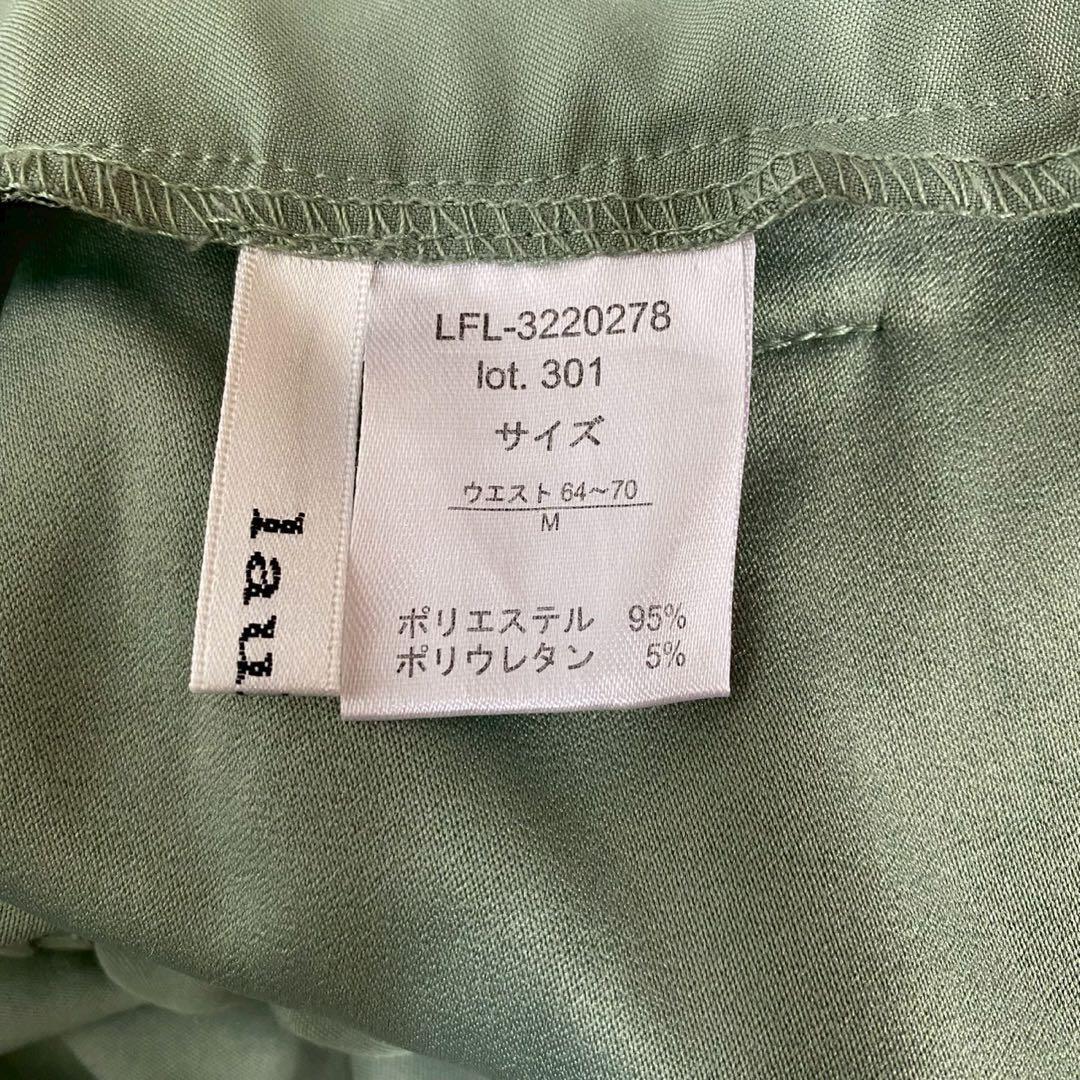 LFL-3220278
lot. 301
サイズ
ウエスト 64～70
M
ポリエステル 95%
ポリウレタン 5%